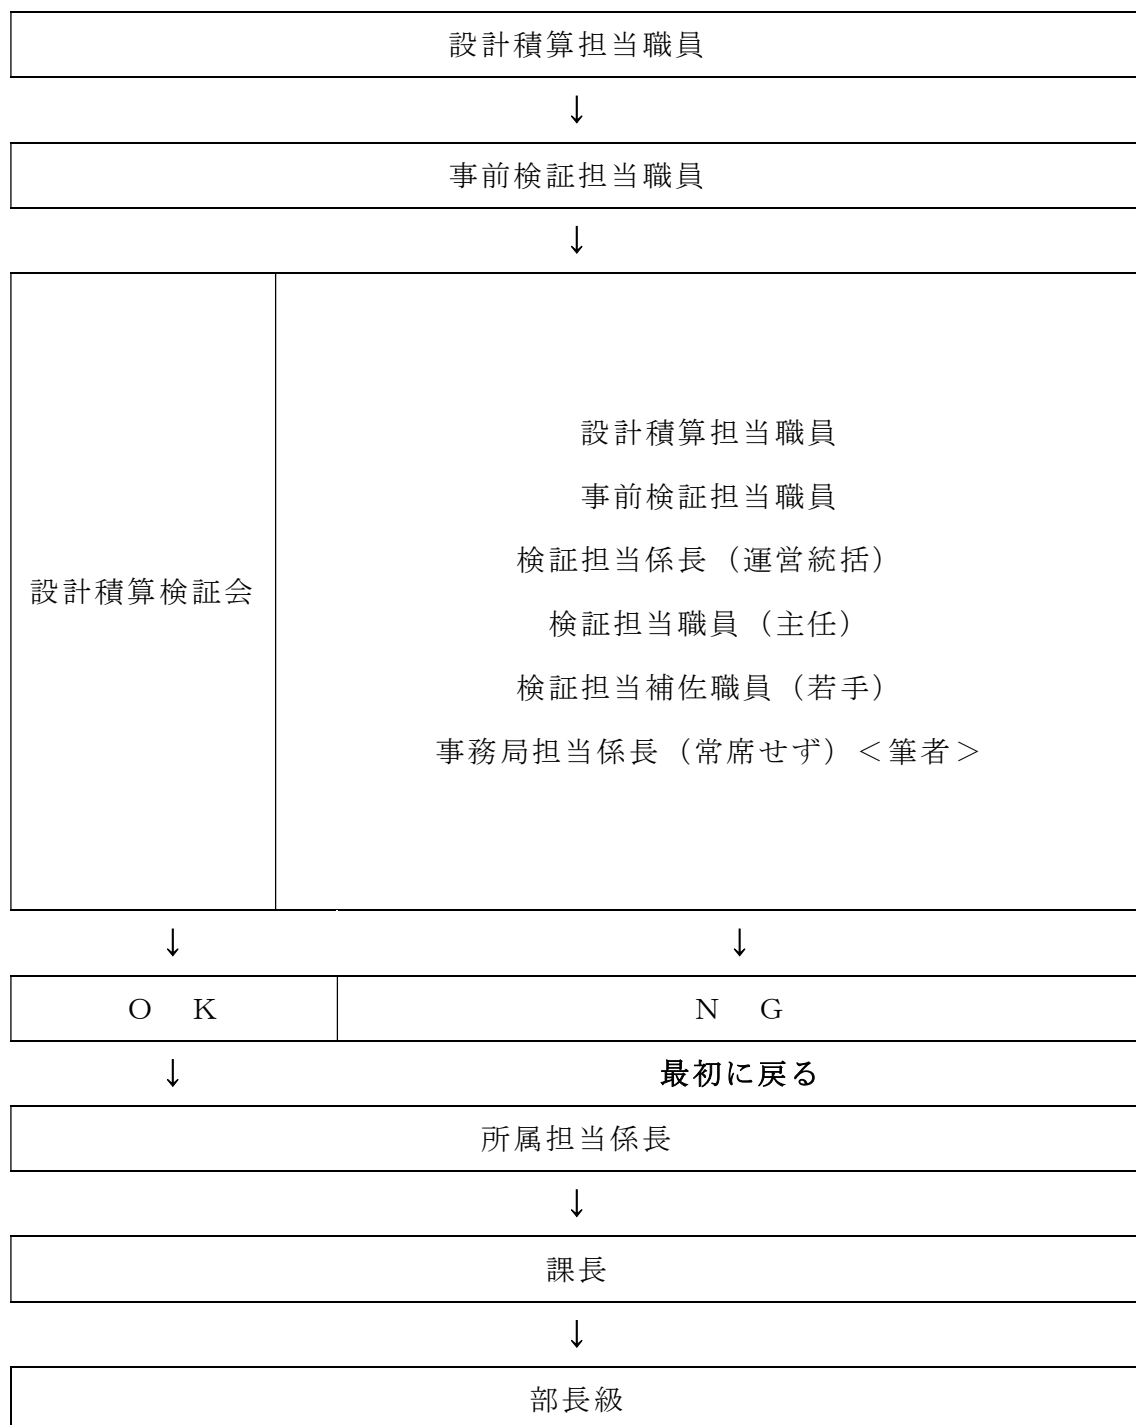 設計積算担当職員
↓
事前検証担当職員
↓
設計積算検証会
設計積算担当職員
事前検証担当職員
検証担当係長（運営統括）
検証担当職員（主任）
検証担当補佐職員（若手）
事務局担当係長（常席せず）＜筆者＞
↓ ↓
Ｏ　Ｋ Ｎ　Ｇ
↓ 最初に戻る
所属担当係長
↓
課長
↓
部長級